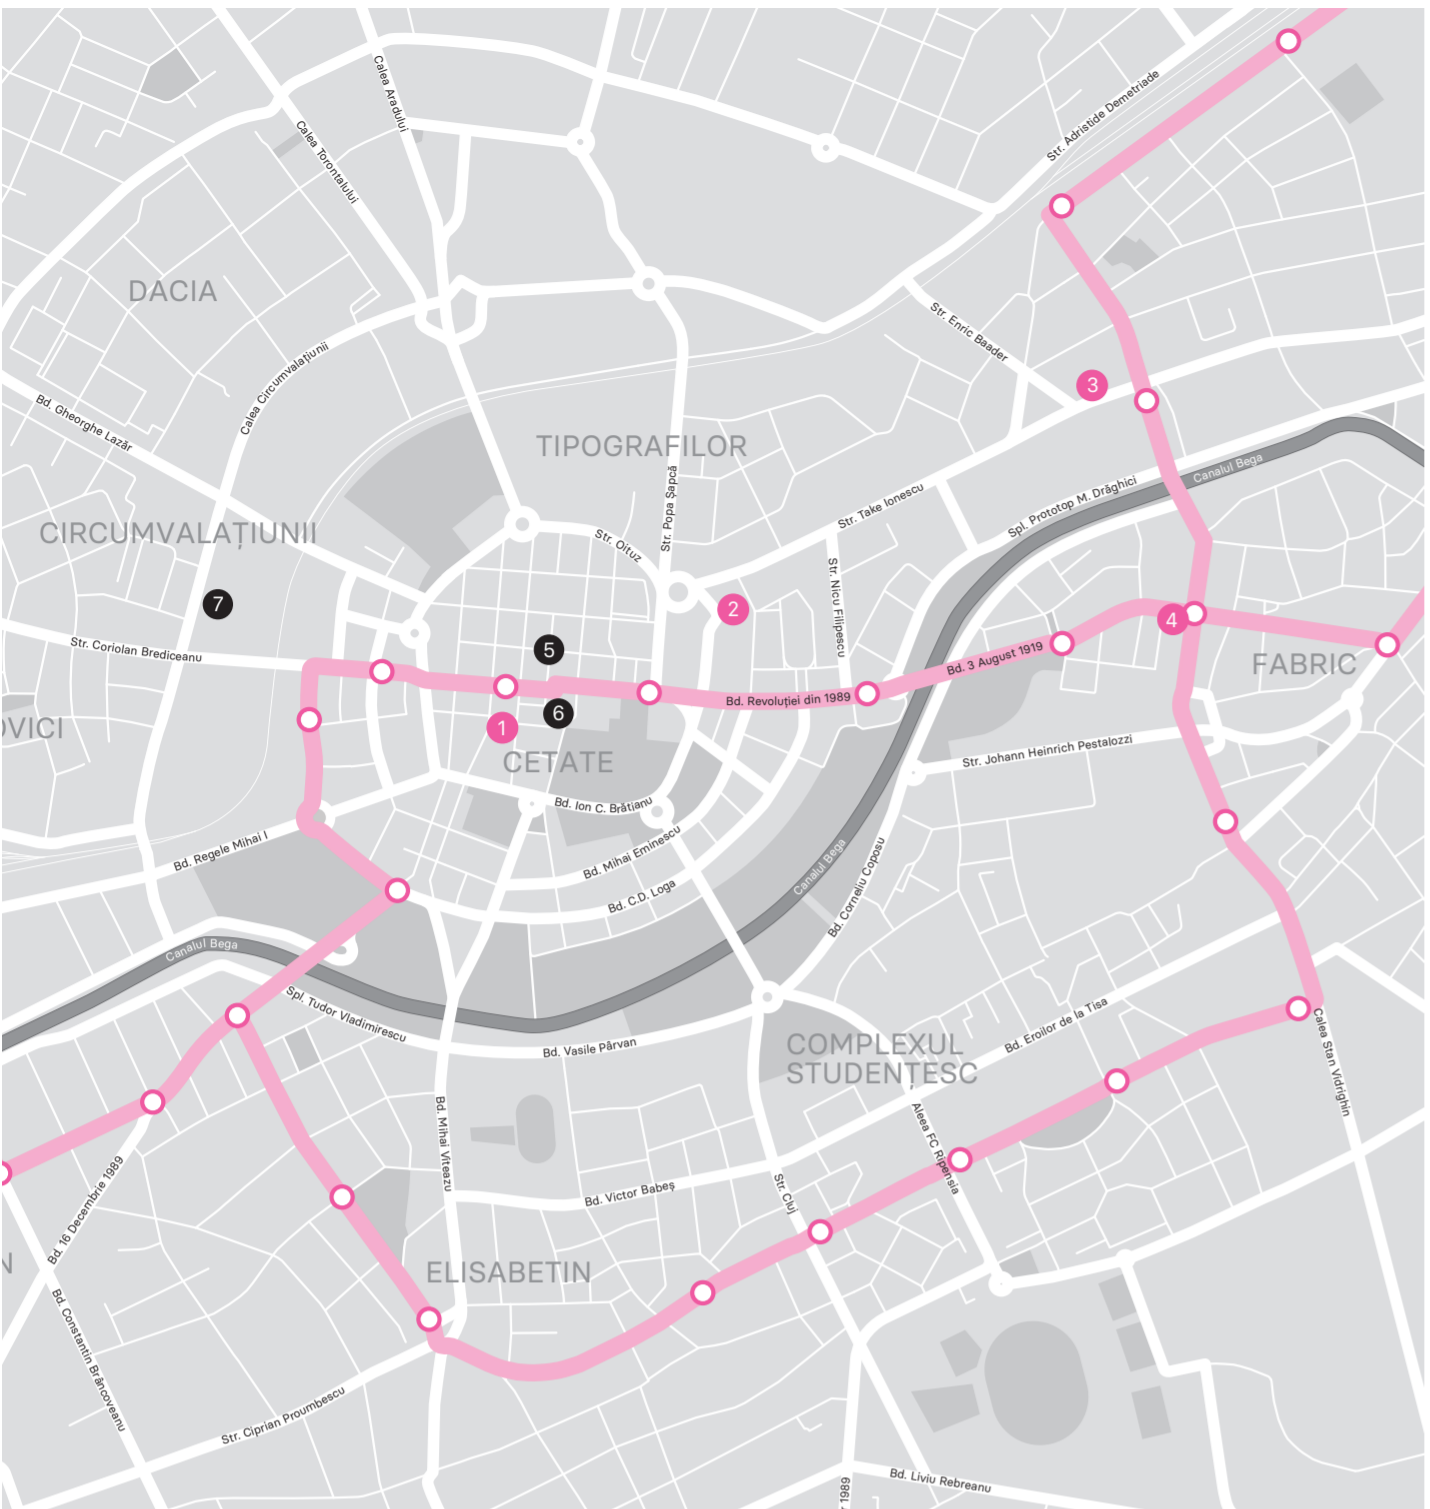 Str. Adristide Demetriade
Calea Aradului
Calea Torontalului
DACIA
Str. Enric Baader
Calea Circumvalațiunii
3
Bd. Gheorghe Lazăr
TIPOGRAFILOR
Canalul Bega
Str. Popa Șapcă
Spl. Prototop M. Drăghici
Str. Take Ionescu
CIRCUMVALAȚIUNII
Str. Oituz
Str. Nicu Filipescu
7
2
4
Str. Coriolan Brediceanu
5
Bd. 3 August 1919
FABRIC
Bd. Revoluției din 1989
6
1
OVICI
CETATE
Str. Johann Heinrich Pestalozzi
Bd. Ion C. Brătianu
Bd. Regele Mihai I
Bd. Mihai Eminescu
Canalul Bega
Bd. Corneliu Coposu
Bd. C.D. Loga
Canalul Bega
Spl. Tudor Vladimirescu
Bd. Vasile Pârvan
Bd. Eroilor de la Tisa
COMPLEXUL
STUDENȚESC
Calea Stan Vidrighin
Bd. Mihai Viteazu
Aleea FC Ripensia
Bd. 16 Decembrie 1989
Bd. Victor Babeș
Str. Cluj
N
ELISABETIN
Bd. Constantin Brâncoveanu
Str. Ciprian Proumbescu
Bd. Liviu Rebreanu
r 1989